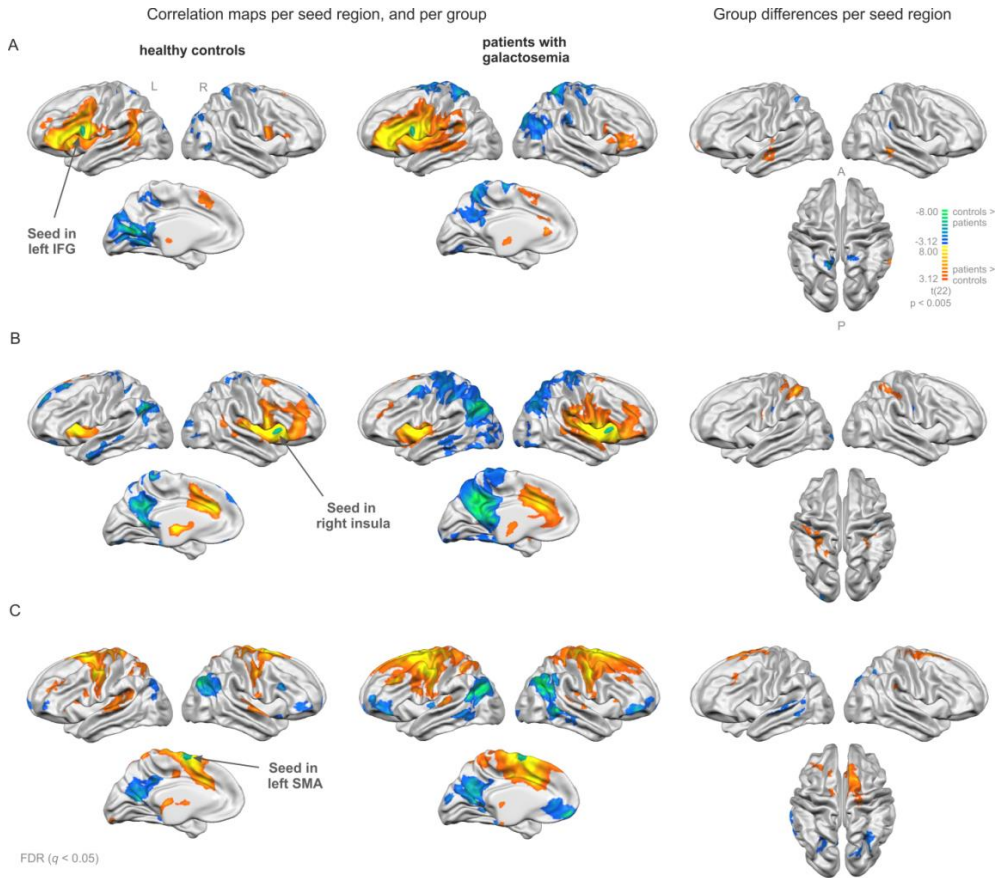 Correlation maps per seed region, and per group
Group differences per seed region
A
healthy controls
patients with
galactosemia
L
R
Seed in
left IFG
A
-8.00
controls >
patients
-3.12
8.00
3.12
patients >
controls
t(22)
p < 0.005
P
B
Seed in
right insula
C
Seed in
left SMA
FDR (q < 0.05)